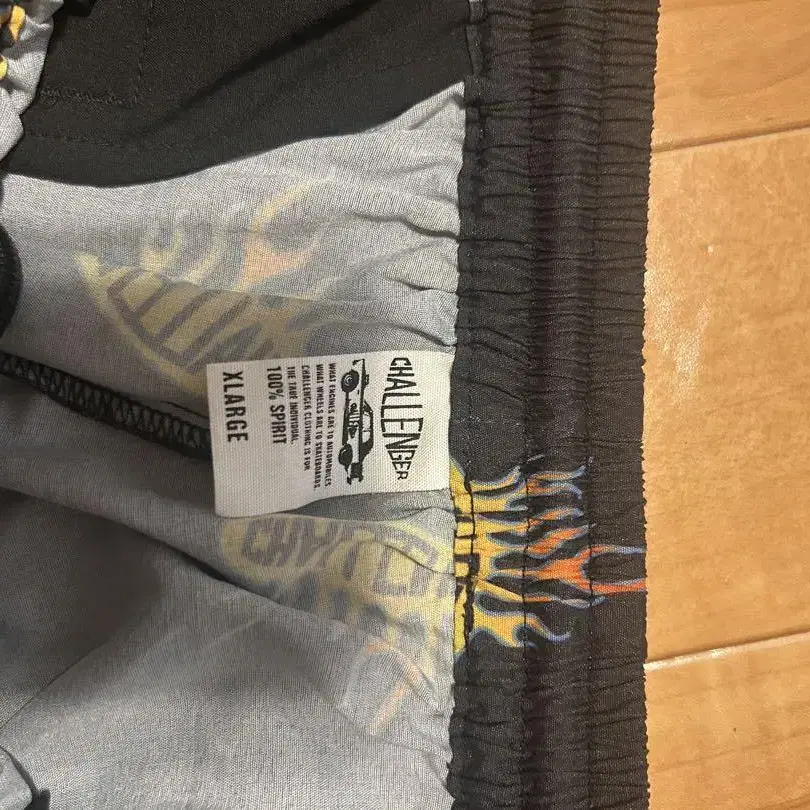 CHALLENGER
CHALLENGER
WHAT ENGINES ARE TO AUTOMOBILES
WHAT WHEELS ARE TO SKATEBOARDS.
CHALLENGER CLOTHING IS FOR
THE TRUE INDIVIDUAL.
100% SPIRIT
XLARGE